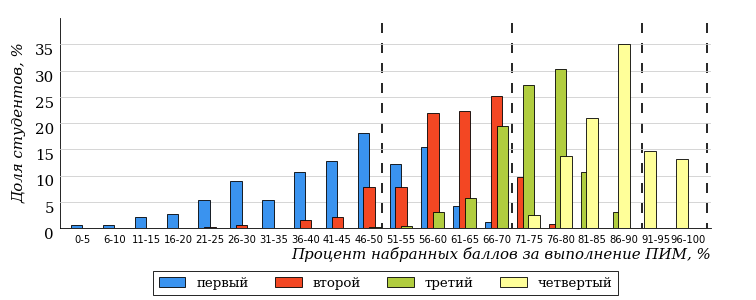 Доля студентов, %
35
30
25
20
15
10
5
0
0-5 6-10 11-15 16-20 21-25 26-30 31-35 36-40 41-45 46-50 51-55 56-60 61-65 66-70 71-75 76-80 81-85 86-90 91-95 96-100
Процент набранных баллов за выполнение ПИМ, %
первый второй третий четвертый